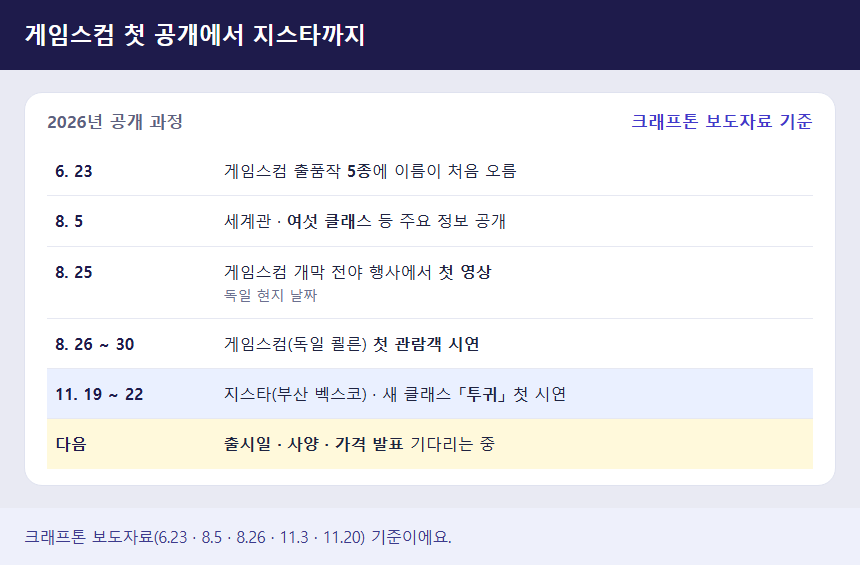 게임스컴 첫 공개에서 지스타까지
2026년 공개 과정
크래프톤 보도자료 기준
6. 23
게임스컴 출품작 5종에 이름이 처음 오름
8. 5
세계관 · 여섯 클래스 등 주요 정보 공개
8. 25
게임스컴 개막 전야 행사에서 첫 영상
독일 현지 날짜
8. 26 ~ 30
게임스컴(독일 쾰른) 첫 관람객 시연
11. 19 ~ 22
지스타(부산 벡스코) · 새 클래스 「투귀」 첫 시연
다음
출시일 · 사양 · 가격 발표 기다리는 중
크래프톤 보도자료(6.23 · 8.5 · 8.26 · 11.3 · 11.20) 기준이에요.